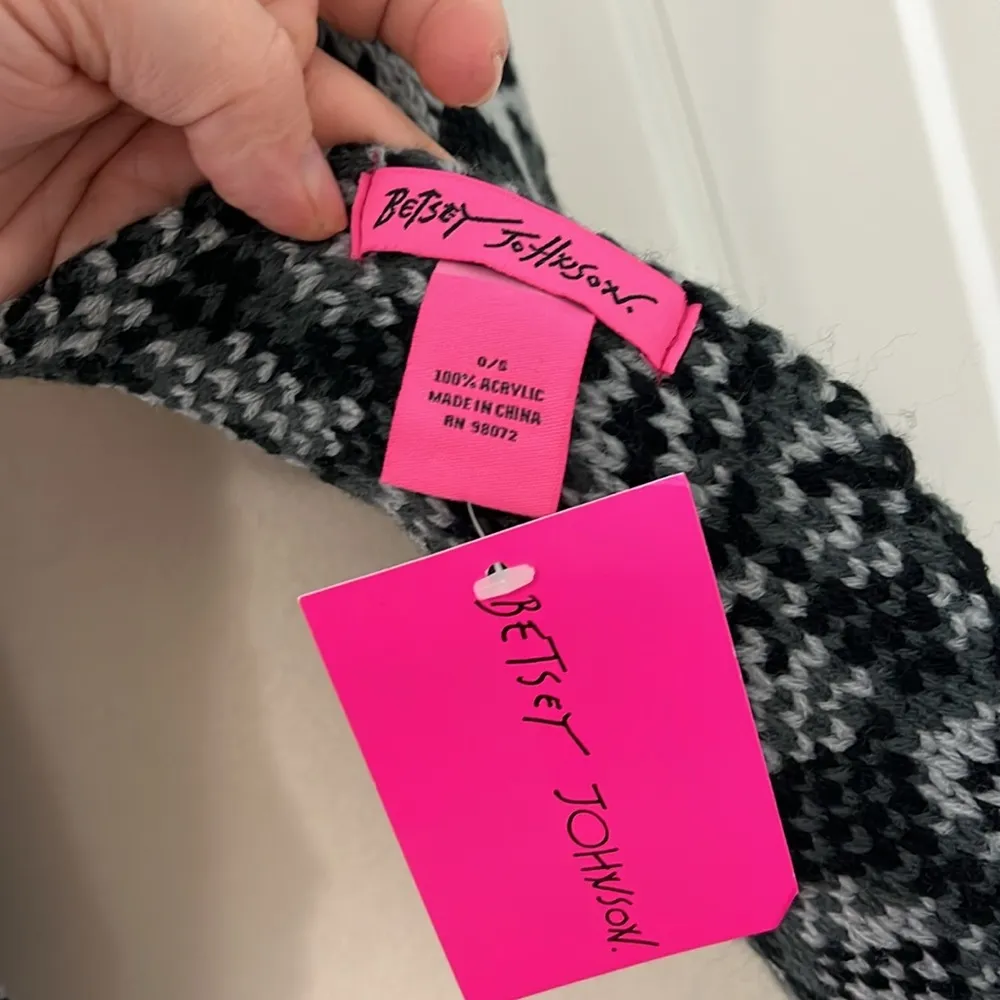 BETSEY JOHNSON.
O/S
100% ACRYLIC
MADE IN CHINA
RN 98072
BETSEY JOHNSON.